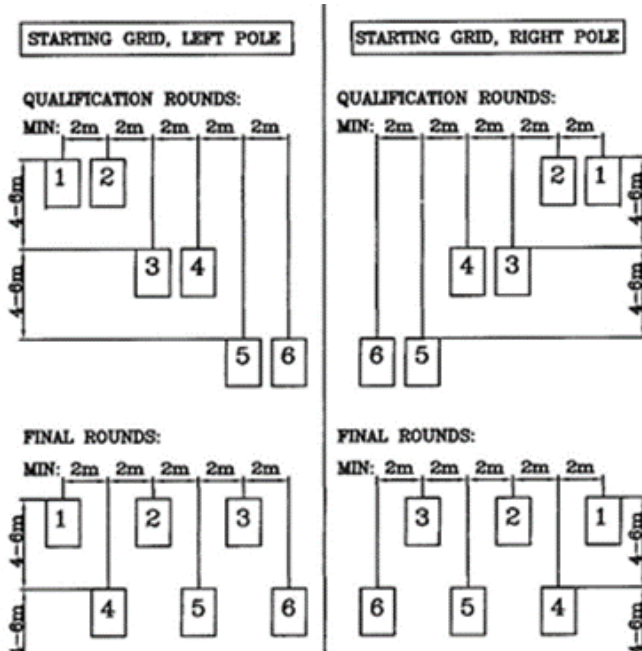 STARTING GRID, LEFT POLE
QUALIFICATION ROUNDS:
MIN: 2m 2m 2m 2m 2m
1 2
4-6m
3 4
4-6m
5 6
FINAL ROUNDS:
MIN: 2m 2m 2m 2m 2m
1 2 3
4-6m
4 5 6
4-6m
STARTING GRID, RIGHT POLE
QUALIFICATION ROUNDS:
MIN: 2m 2m 2m 2m 2m
2 1
4-6m
4 3
4-6m
6 5
FINAL ROUNDS:
MIN: 2m 2m 2m 2m 2m
3 2 1
4-6m
6 5 4
4-6m